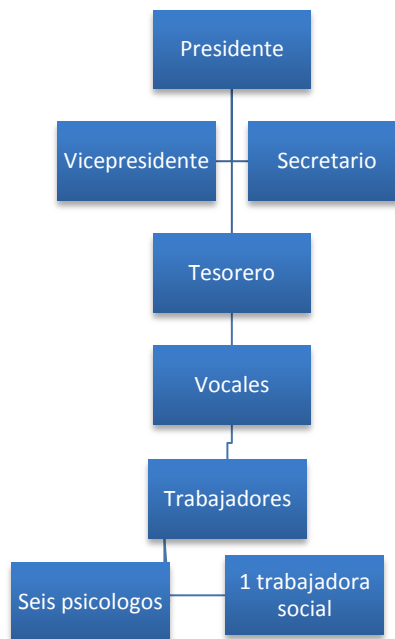 Presidente
Vicepresidente
Secretario
Tesorero
Vocales
Trabajadores
Seis psicologos
1 trabajadora
social